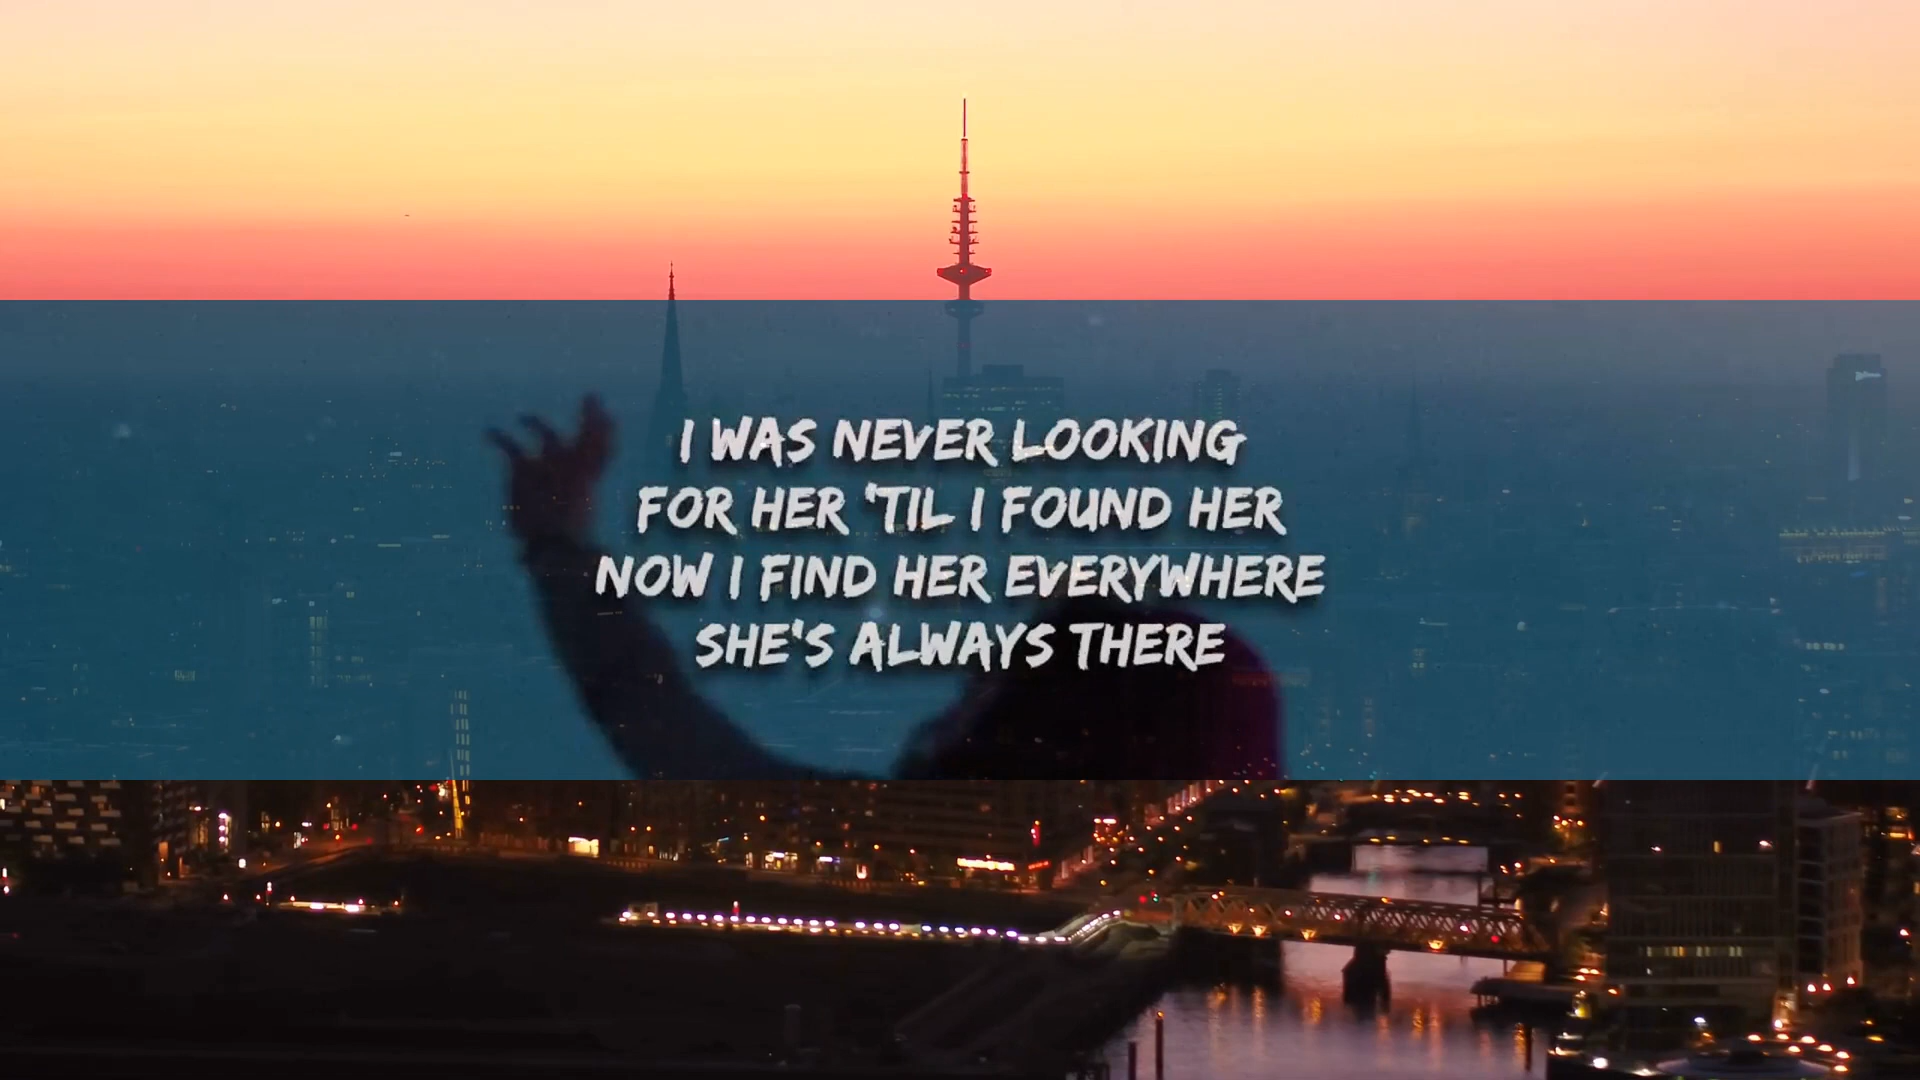 I WAS NEVER LOOKING
FOR HER 'TIL I FOUND HER
NOW I FIND HER EVERYWHERE
SHE'S ALWAYS THERE